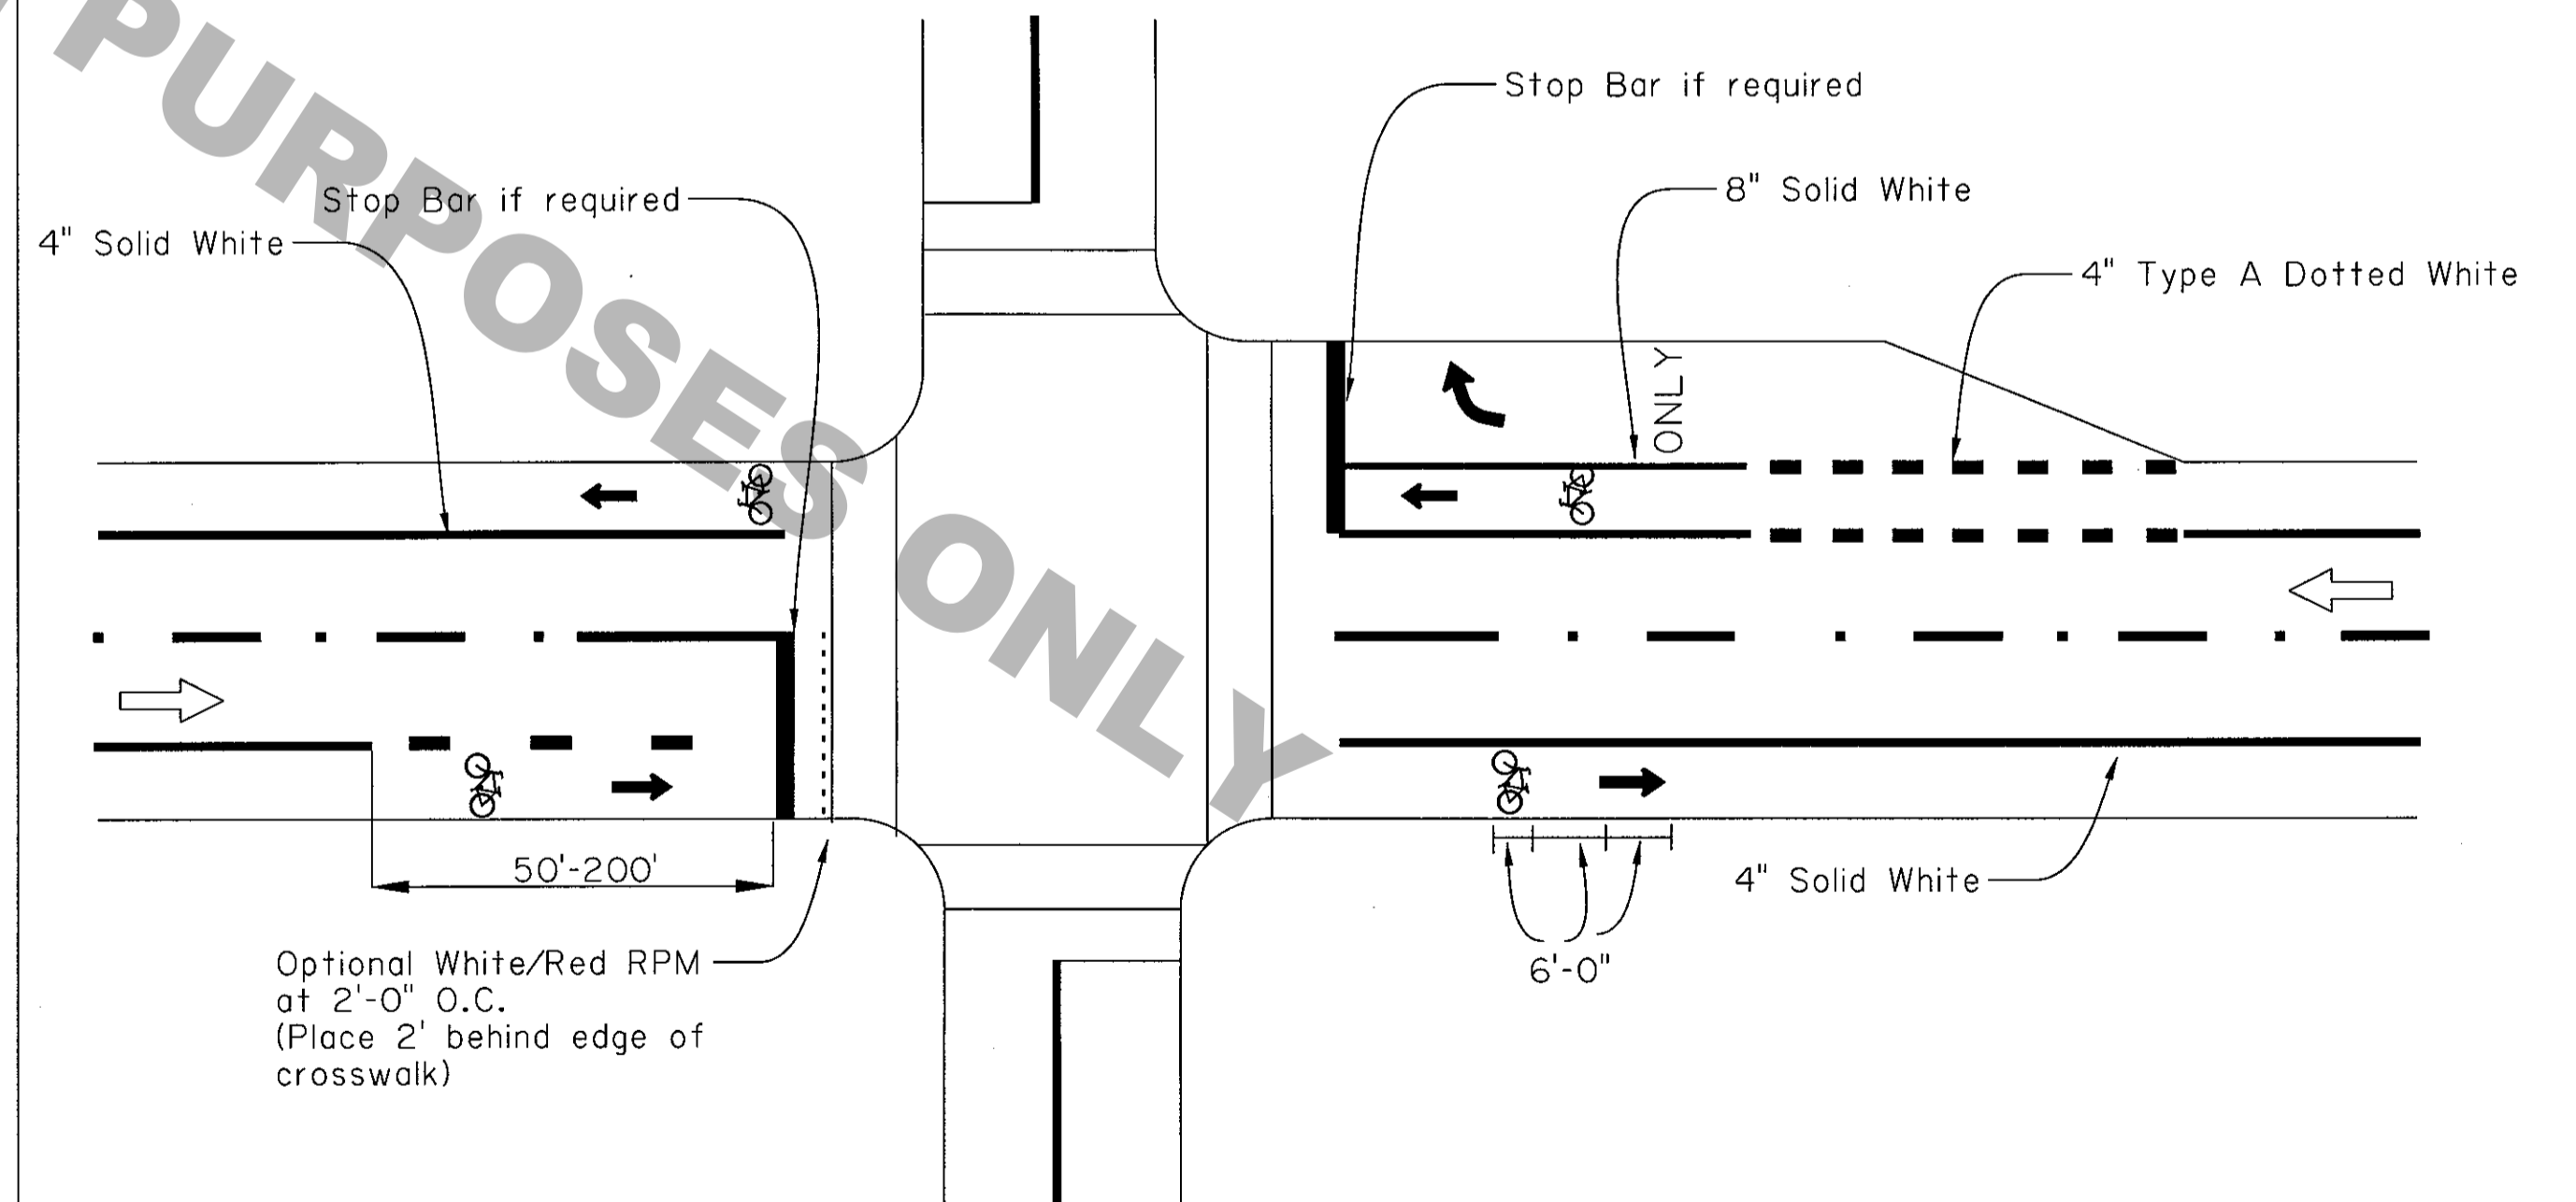 PURPOSES ONLY
Stop Bar if required
8" Solid White
Stop Bar if required
4" Solid White
4" Type A Dotted White
ONLY
50'-200'
4" Solid White
Optional White/Red RPM
at 2'-0" O.C.
(Place 2' behind edge of
crosswalk)
6'-0"